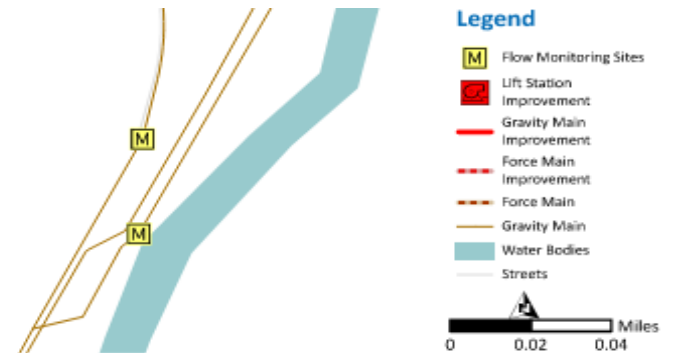 Legend
M Flow Monitoring Sites
Lift Station
Improvement
Gravity Main
Improvement
Force Main
Improvement
Force Main
Gravity Main
Water Bodies
Streets
M
M
Miles
0 0.02 0.04